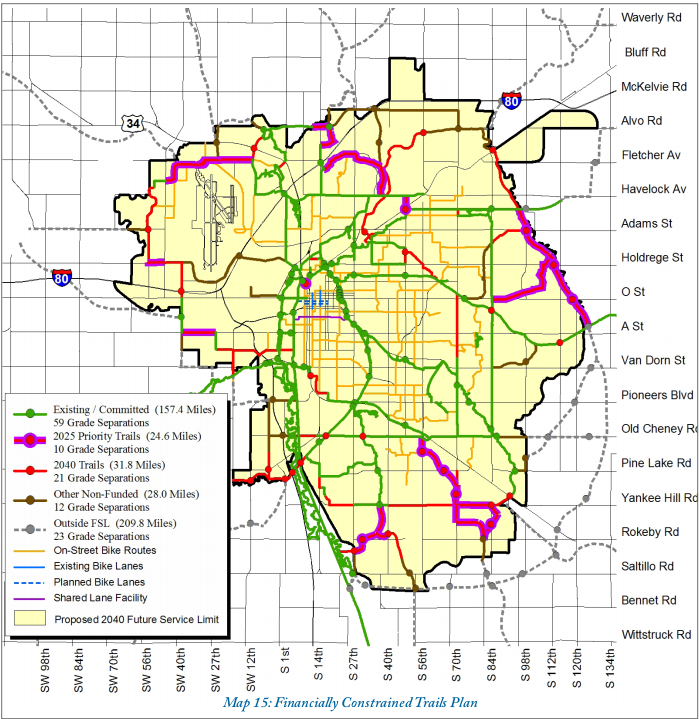 Waverly Rd
Bluff Rd
McKelvie Rd
80
Alvo Rd
34
Fletcher Av
Havelock Av
Adams St
Holdrege St
80
O St
A St
Van Dorn St
Pioneers Blvd
Old Cheney Rd
Pine Lake Rd
Yankee Hill Rd
Rokeby Rd
Saltillo Rd
Bennet Rd
Wittstruck Rd
Existing / Committed (157.4 Miles)
59 Grade Separations
2025 Priority Trails (24.6 Miles)
10 Grade Separations
2040 Trails (31.8 Miles)
21 Grade Separations
Other Non-Funded (28.0 Miles)
12 Grade Separations
Outside FSL (209.8 Miles)
23 Grade Separations
On-Street Bike Routes
Existing Bike Lanes
Planned Bike Lanes
Shared Lane Facility
Proposed 2040 Future Service Limit
SW 98th
SW 84th
SW 70th
SW 56th
SW 40th
SW 27th
SW 12th
S 1st
S 14th
S 27th
S 40th
S 56th
S 70th
S 84th
S 98th
S 112th
S 120th
S 134th
Map 15: Financially Constrained Trails Plan